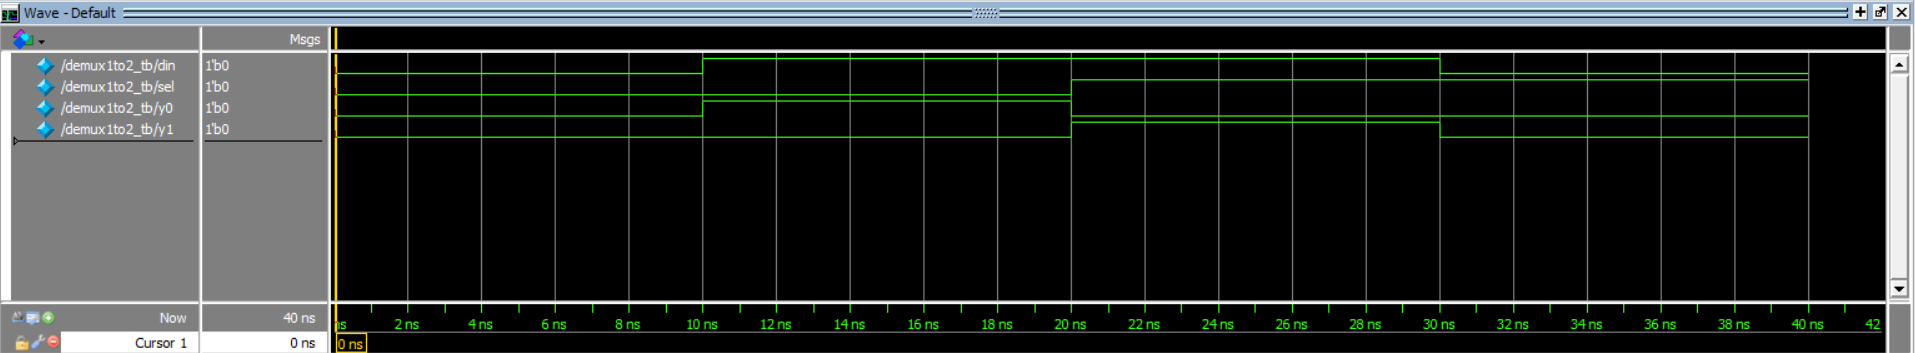 Wave - Default
Msgs
/demux1to2_tb/din 1'b0
/demux1to2_tb/sel 1'b0
/demux1to2_tb/y0 1'b0
/demux1to2_tb/y1 1'b0
Now 40 ns
2 ns 4 ns 6 ns 8 ns 10 ns 12 ns 14 ns 16 ns 18 ns 20 ns 22 ns 24 ns 26 ns 28 ns 30 ns 32 ns 34 ns 36 ns 38 ns 40 ns 42
Cursor 1 0 ns 0 ns